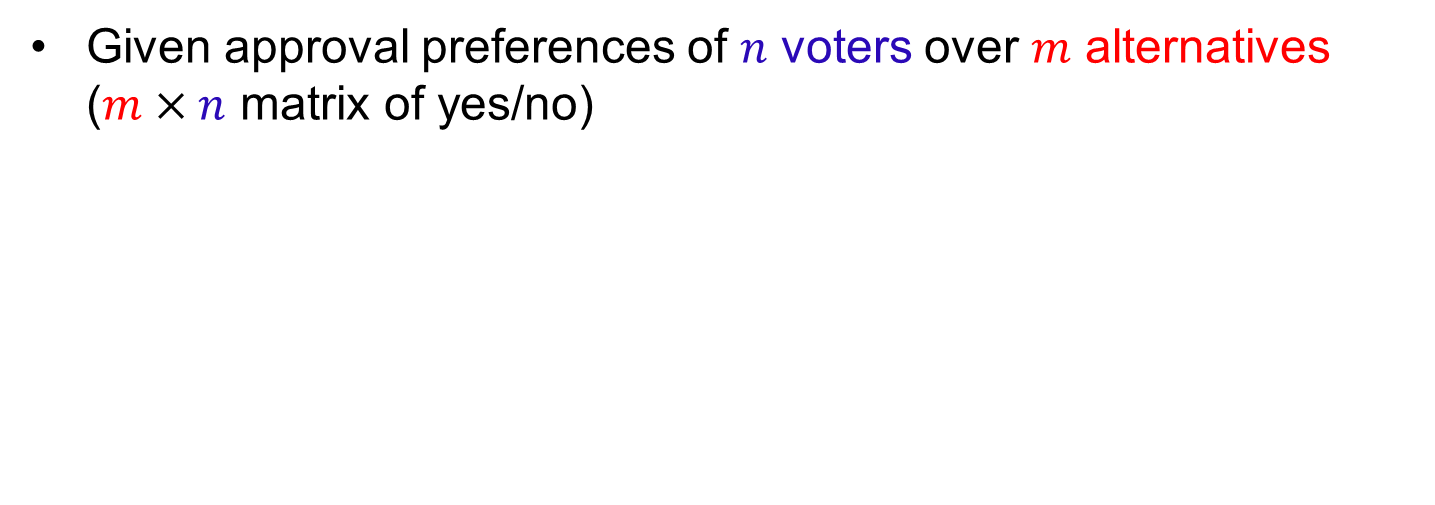 • Given approval preferences of n voters over m alternatives
(m × n matrix of yes/no)